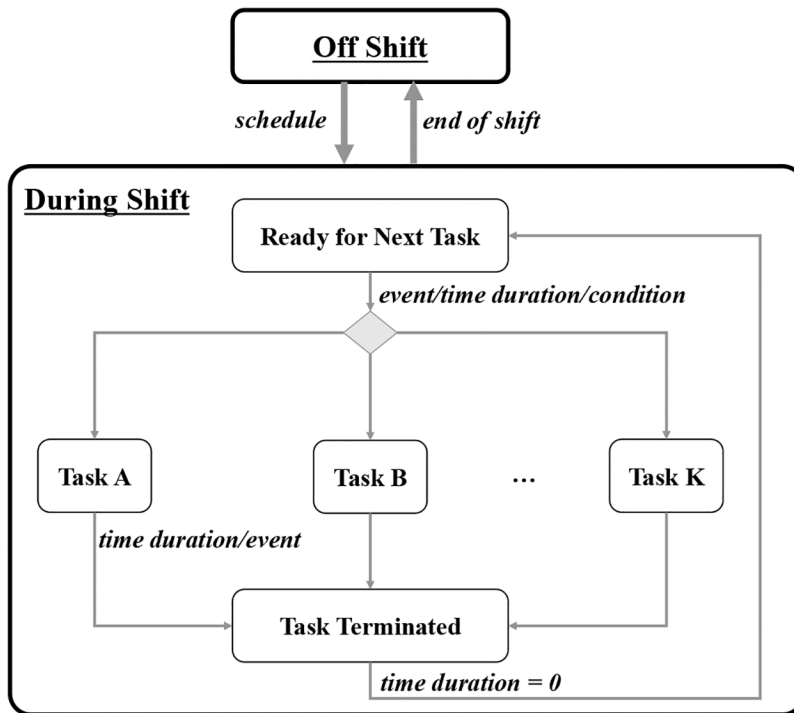 Off Shift
schedule
end of shift
During Shift
Ready for Next Task
event/time duration/condition
Task A
Task B
...
Task K
time duration/event
Task Terminated
time duration = 0